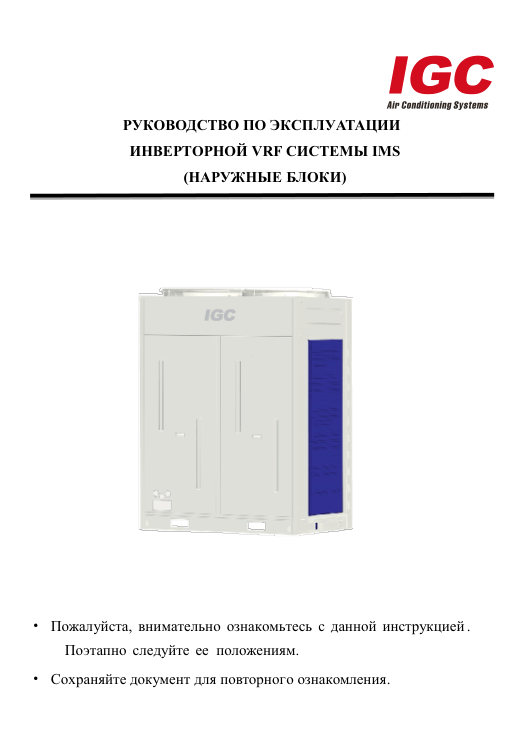 IGC
Air Conditioning Systems
РУКОВОДСТВО ПО ЭКСПЛУАТАЦИИ
ИНВЕРТОРНОЙ VRF СИСТЕМЫ IMS
(НАРУЖНЫЕ БЛОКИ)
IGC
• Пожалуйста, внимательно ознакомьтесь с данной инструкцией .
Поэтапно следуйте ее положениям.
• Сохраняйте документ для повторного ознакомления.